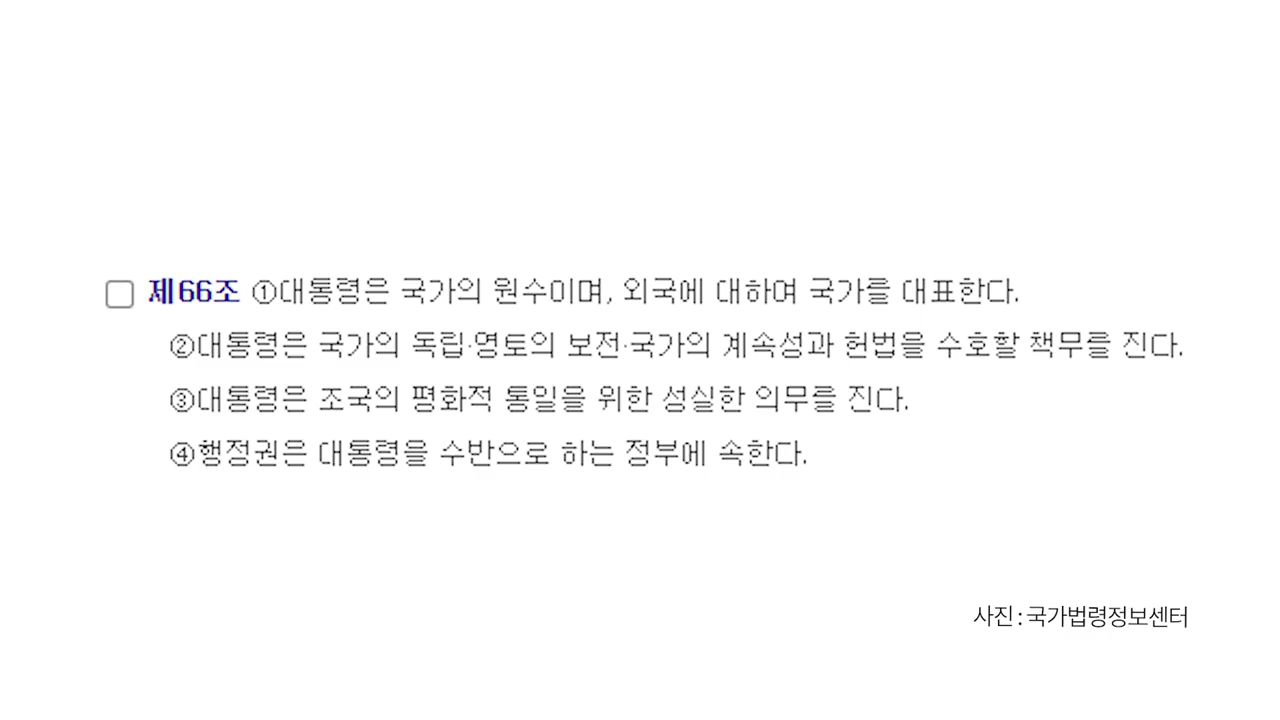 제66조 ①대통령은 국가의 원수이며, 외국에 대하여 국가를 대표한다.
②대통령은 국가의 독립·영토의 보전·국가의 계속성과 헌법을 수호할 책무를 진다.
③대통령은 조국의 평화적 통일을 위한 성실한 의무를 진다.
④행정권은 대통령을 수반으로 하는 정부에 속한다.
사진 : 국가법령정보센터